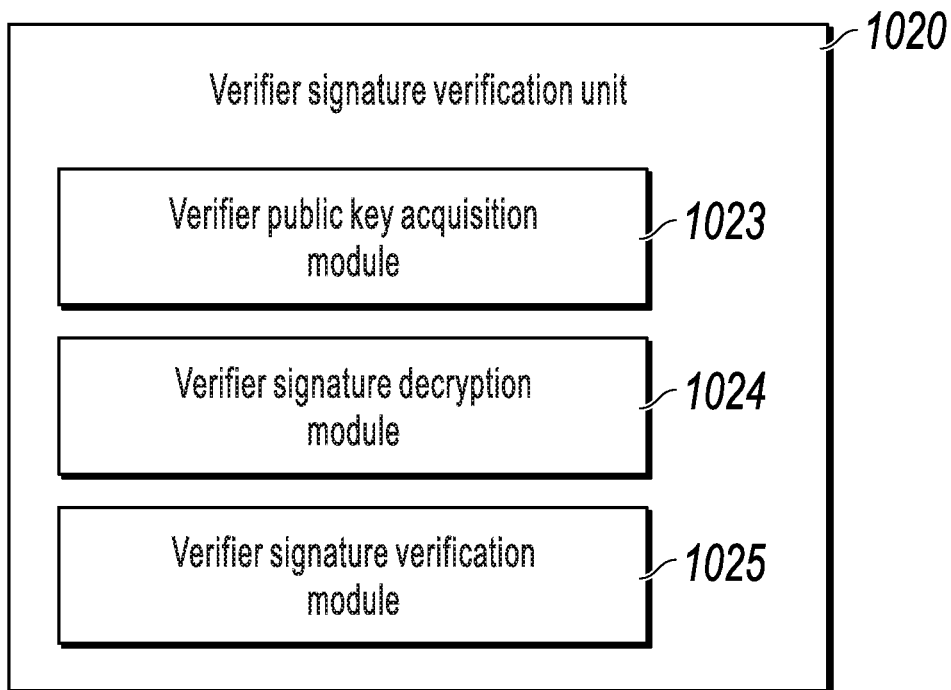 1020
Verifier signature verification unit
Verifier public key acquisition
module
1023
Verifier signature decryption
module
1024
Verifier signature verification
module
1025